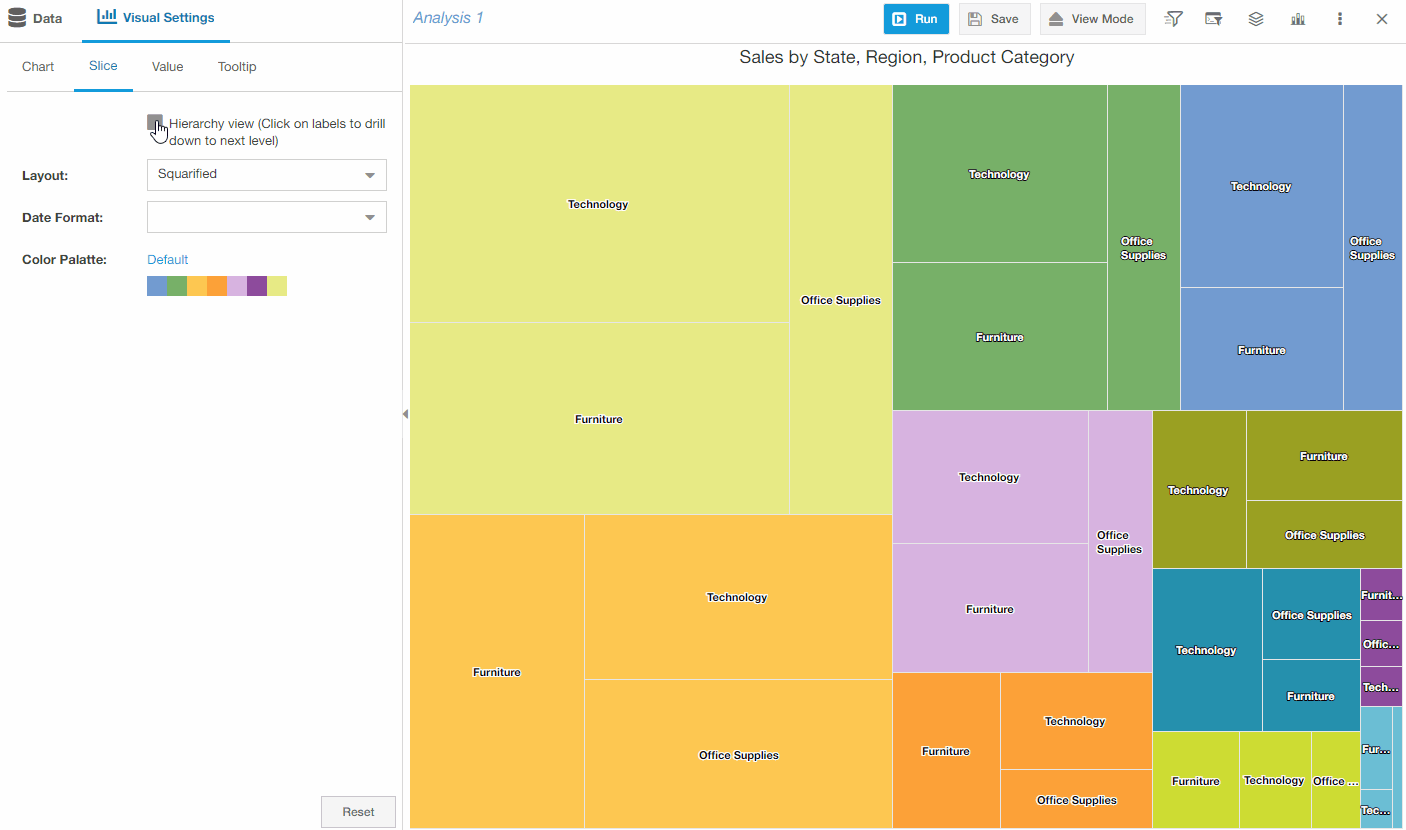 Data
Visual Settings
Analysis 1
Run
Save
View Mode
Chart
Slice
Value
Tooltip
Hierarchy view (Click on labels to drill
down to next level)
Layout:
Squarified
Date Format:
Color Palatte:
Default
Reset
Sales by State, Region, Product Category
Technology
Office Supplies
Furniture
Furniture
Technology
Office Supplies
Technology
Office
Supplies
Furniture
Technology
Office
Supplies
Furniture
Technology
Office
Supplies
Furniture
Technology
Furniture
Office Supplies
Furniture
Technology
Office Supplies
Technology
Office Supplies
Furniture
Furnit...
Offic...
Tech...
Furniture
Technology
Office ...
Fur...
Tec...